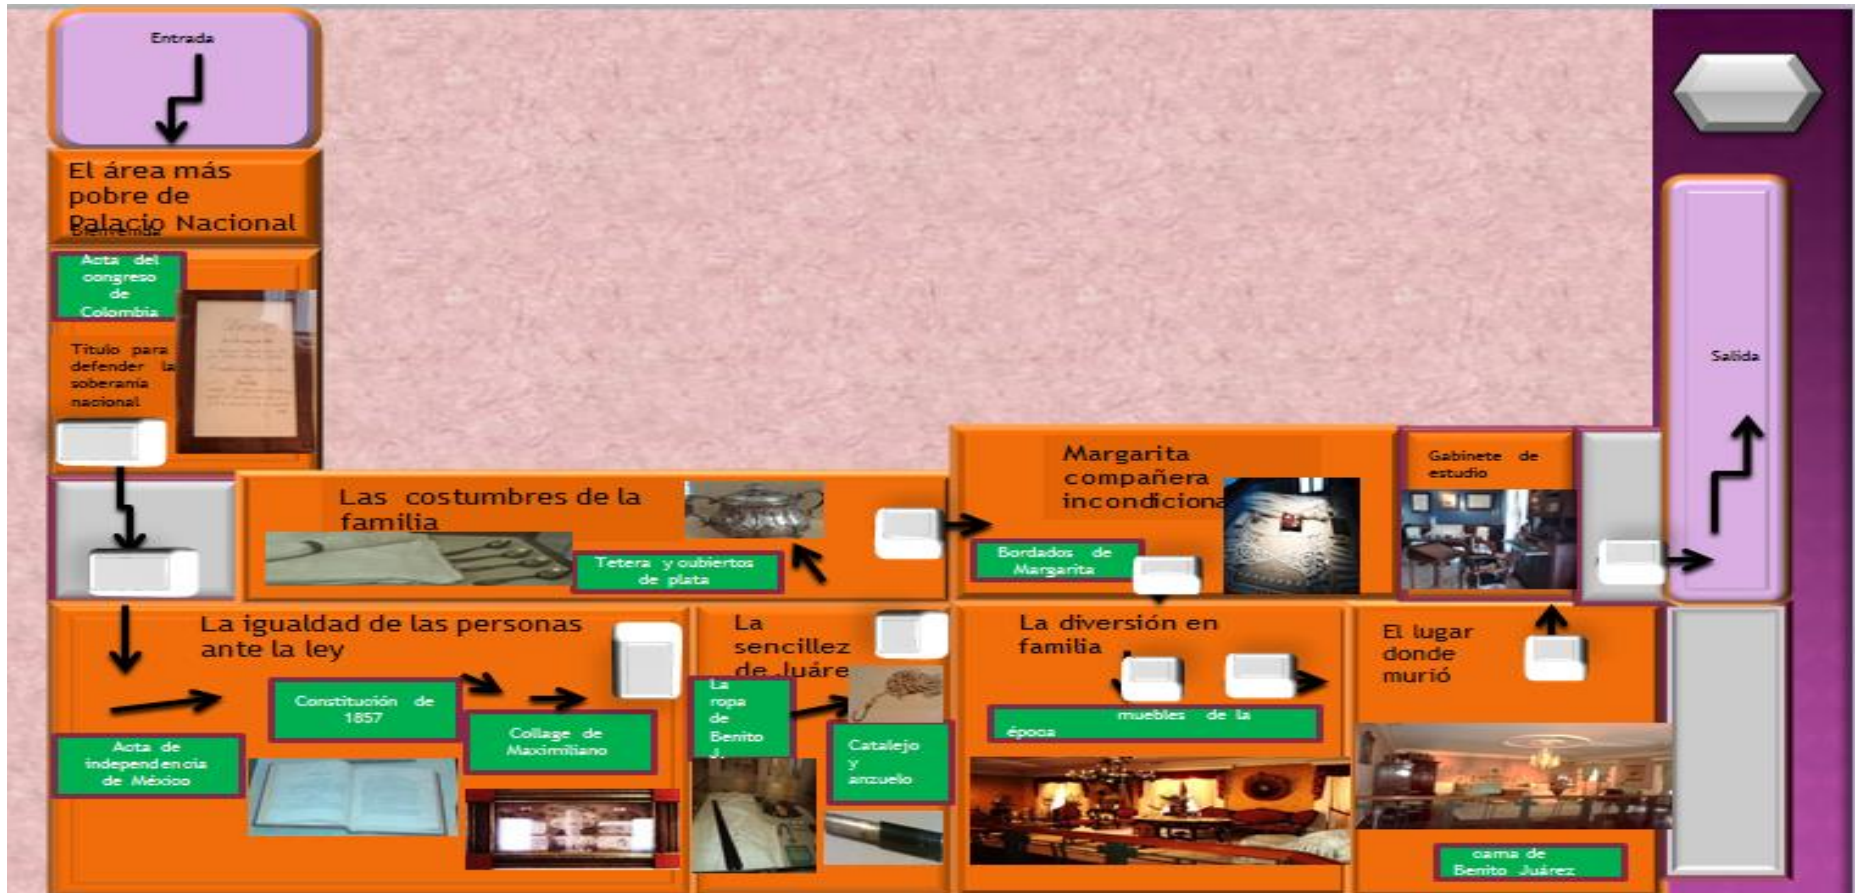 Entrada
El área más
pobre de
Palacio Nacional
Bienvenida
Acta del
congreso
de
Colombia
Título para
defender la
soberanía
nacional
Las costumbres de la
familia
Tetera y cubiertos
de plata
Margarita
compañera
incondiciona
Bordados de
Margarita
Gabinete de
estudio
Salida
La igualdad de las personas
ante la ley
Constitución de
1857
Collage de
Maximiliano
Acta de
independencia
de México
La
sencillez
de Juáre
La
ropa
de
Benito
J.
Catalejo
y
anzuelo
La diversión en
familia
muebles de la
época
El lugar
donde
murió
cama de
Benito Juárez